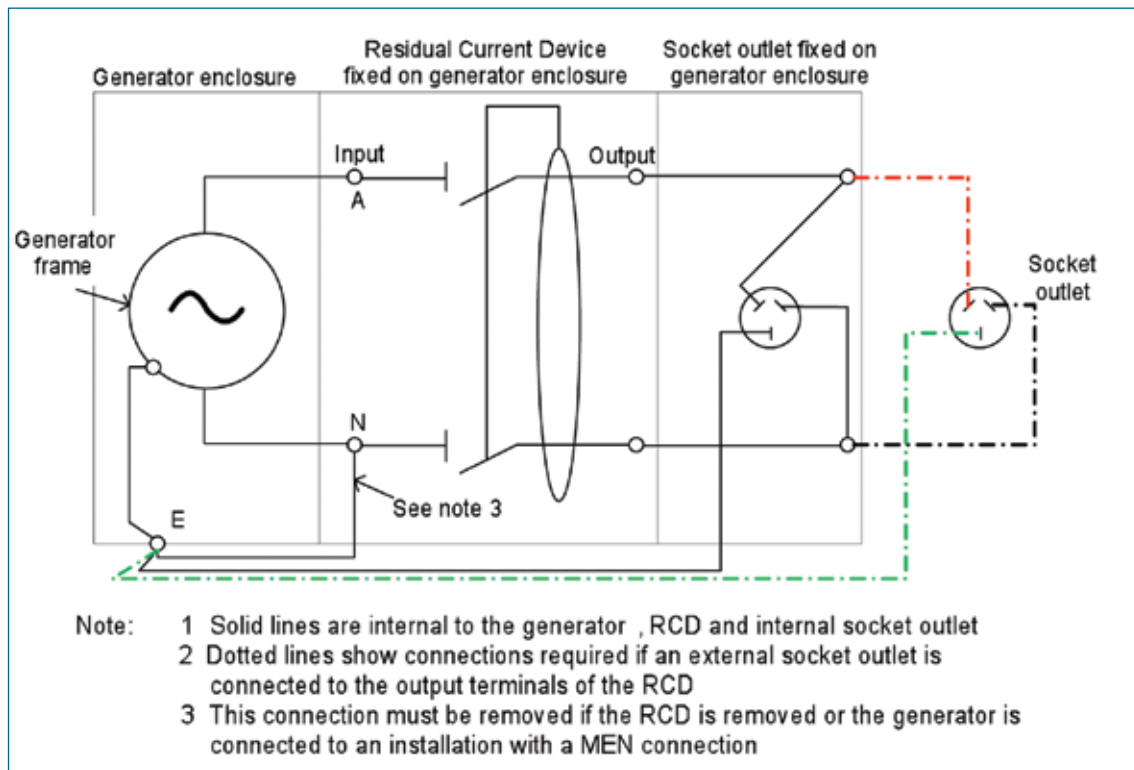 Generator enclosure
Residual Current Device
fixed on generator enclosure
Socket outlet fixed on
generator enclosure
Input
A
Output
Generator
frame
Socket
outlet
N
See note 3
E
Note: 1 Solid lines are internal to the generator , RCD and internal socket outlet
2 Dotted lines show connections required if an external socket outlet is
connected to the output terminals of the RCD
3 This connection must be removed if the RCD is removed or the generator is
connected to an installation with a MEN connection